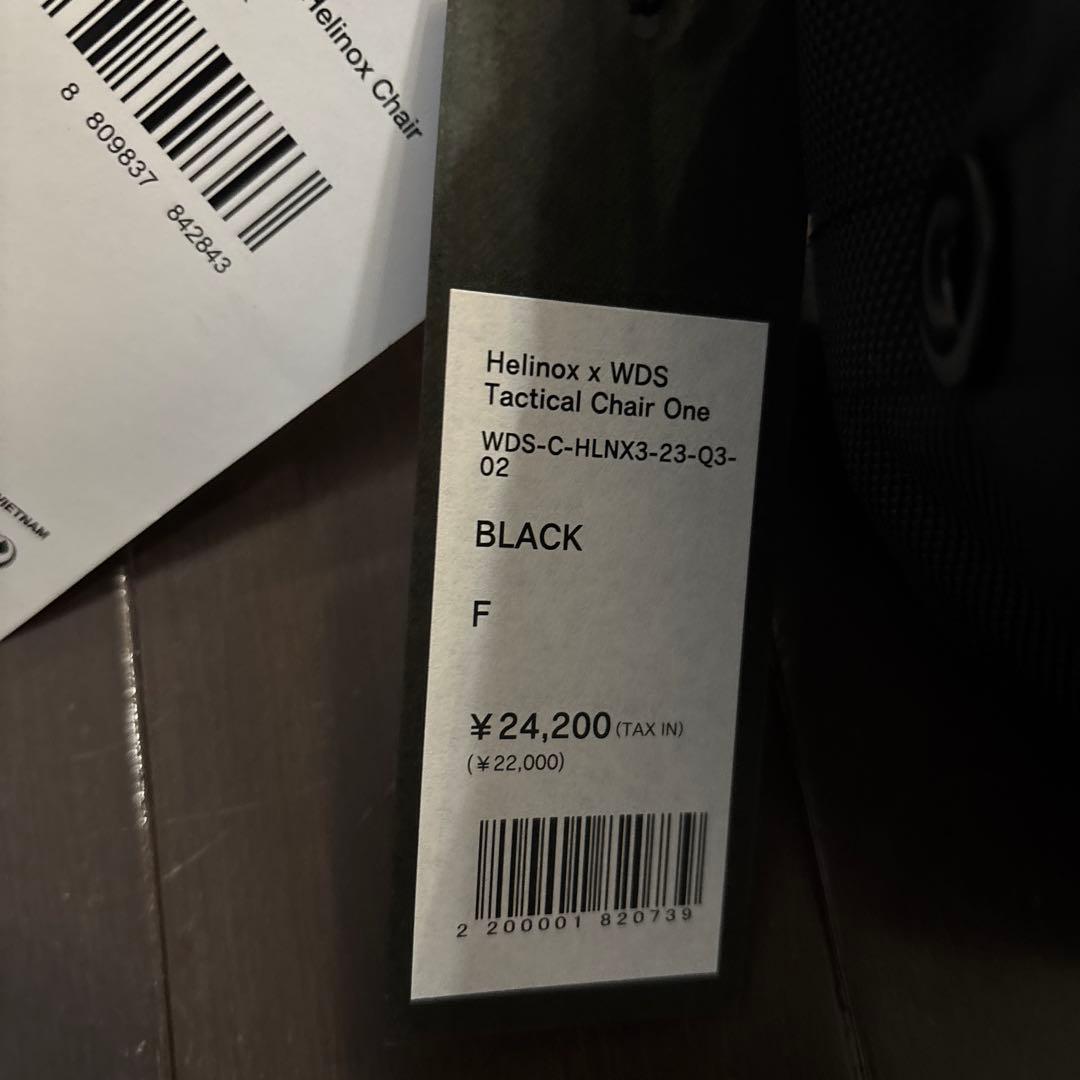 Helinox Chair
8 809837 842843
VIETNAM
Helinox x WDS
Tactical Chair One
WDS-C-HLNX3-23-Q3-
02
BLACK
F
¥24,200 (TAX IN)
(¥22,000)
2 200001 820739